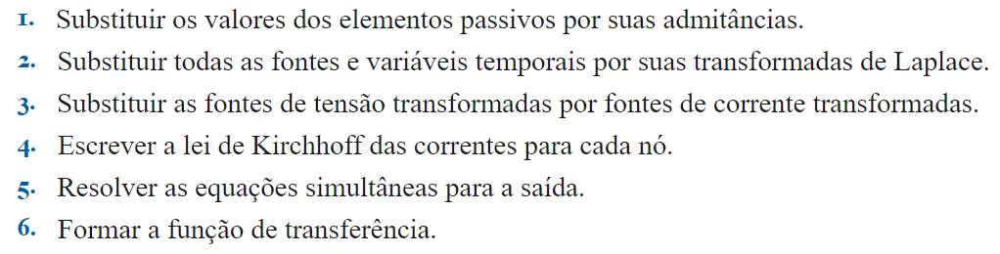 1. Substituir os valores dos elementos passivos por suas admitâncias.
2. Substituir todas as fontes e variáveis temporais por suas transformadas de Laplace.
3. Substituir as fontes de tensão transformadas por fontes de corrente transformadas.
4. Escrever a lei de Kirchhoff das correntes para cada nó.
5. Resolver as equações simultâneas para a saída.
6. Formar a função de transferência.